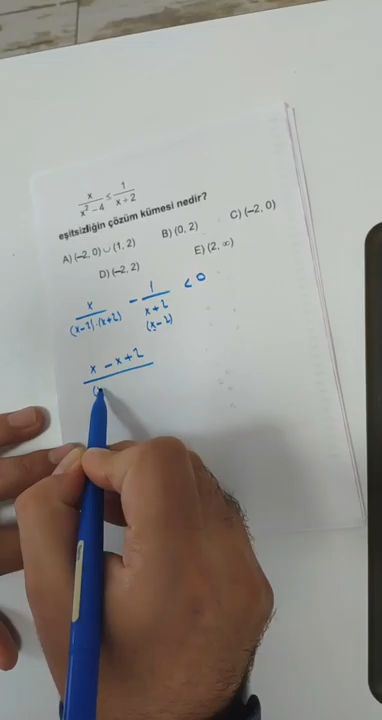 x/(x² − 4) ≤ 1/(x + 2)
eşitsizliğin çözüm kümesi nedir?
A) (−2, 0) ∪ (1, 2) B) (0, 2) C) (−2, 0)
D) (−2, 2) E) (2, ∞)
x/((x−2)·(x+2)) − 1/(x+2) < 0
(x−2)
x − x + 2
(